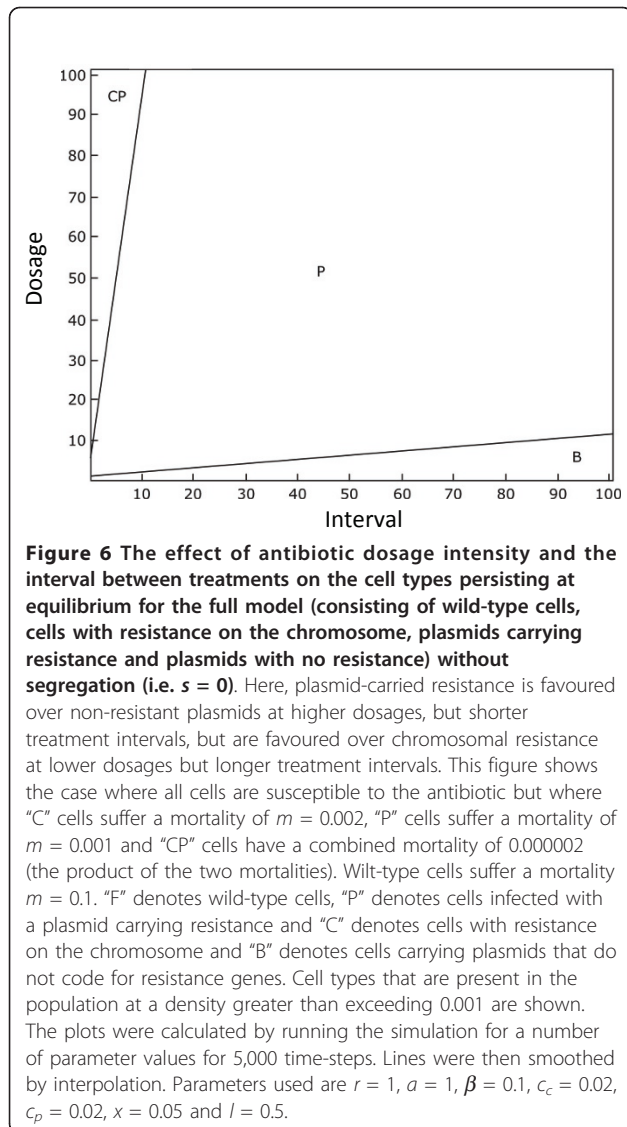 100
CP
90
80
70
60
Dosage
50
P
40
30
20
10
B
10 20 30 40 50 60 70 80 90 100
Interval
Figure 6 The effect of antibiotic dosage intensity and the
interval between treatments on the cell types persisting at
equilibrium for the full model (consisting of wild-type cells,
cells with resistance on the chromosome, plasmids carrying
resistance and plasmids with no resistance) without
segregation (i.e. s = 0). Here, plasmid-carried resistance is favoured
over non-resistant plasmids at higher dosages, but shorter
treatment intervals, but are favoured over chromosomal resistance
at lower dosages but longer treatment intervals. This figure shows
the case where all cells are susceptible to the antibiotic but where
"C" cells suffer a mortality of m = 0.002, "P" cells suffer a mortality of
m = 0.001 and "CP" cells have a combined mortality of 0.000002
(the product of the two mortalities). Wilt-type cells suffer a mortality
m = 0.1. "F" denotes wild-type cells, "P" denotes cells infected with
a plasmid carrying resistance and "C" denotes cells with resistance
on the chromosome and "B" denotes cells carrying plasmids that do
not code for resistance genes. Cell types that are present in the
population at a density greater than exceeding 0.001 are shown.
The plots were calculated by running the simulation for a number
of parameter values for 5,000 time-steps. Lines were then smoothed
by interpolation. Parameters used are r = 1, a = 1, β = 0.1, c_c = 0.02,
c_p = 0.02, x = 0.05 and l = 0.5.